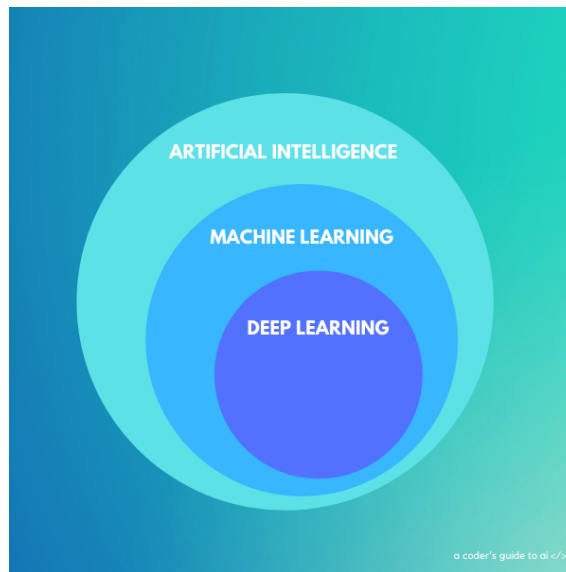 ARTIFICIAL INTELLIGENCE
MACHINE LEARNING
DEEP LEARNING
a coder's guide to ai </>